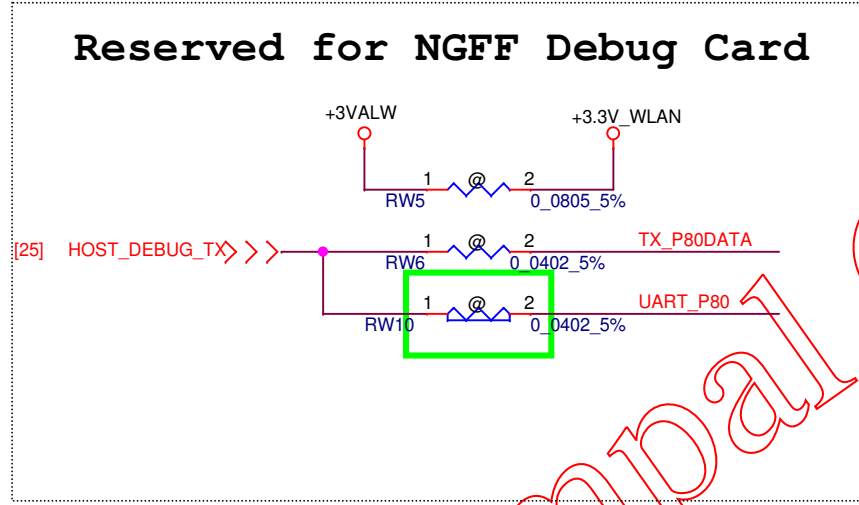 Reserved for NGFF Debug Card
+3VALW +3.3V_WLAN
1 @ 2
RW5 0_0805_5%
[25] HOST_DEBUG_TX 1 @ 2 TX_P80DATA
RW6 0_0402_5%
1 @ 2 UART_P80
RW10 0_0402_5%